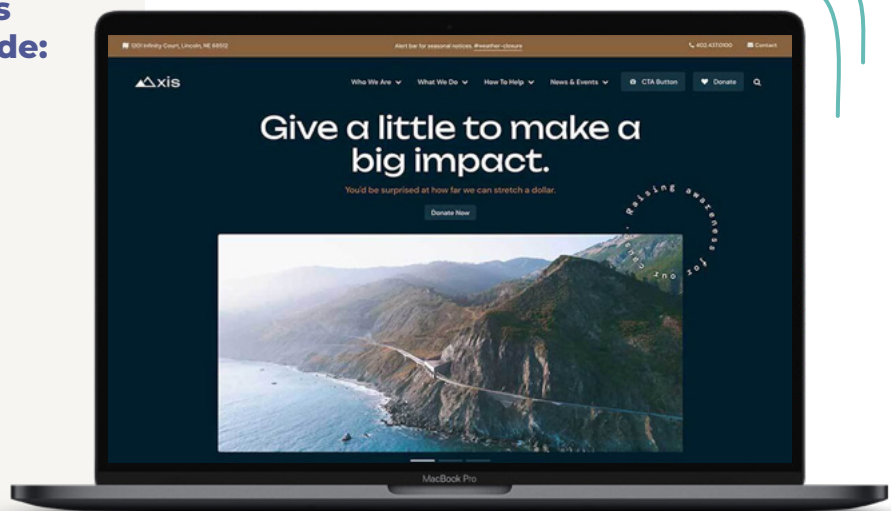 s
de:
1201 Infinity Court, Lincoln, NE 68512
Alert bar for seasonal notices. #weather-closure
402.437.0100
Contact
Axis
Who We Are
What We Do
How To Help
News & Events
CTA Button
Donate
Give a little to make a
big impact.
You'd be surprised at how far we can stretch a dollar.
Donate Now
Raising awareness for our cause.
MacBook Pro